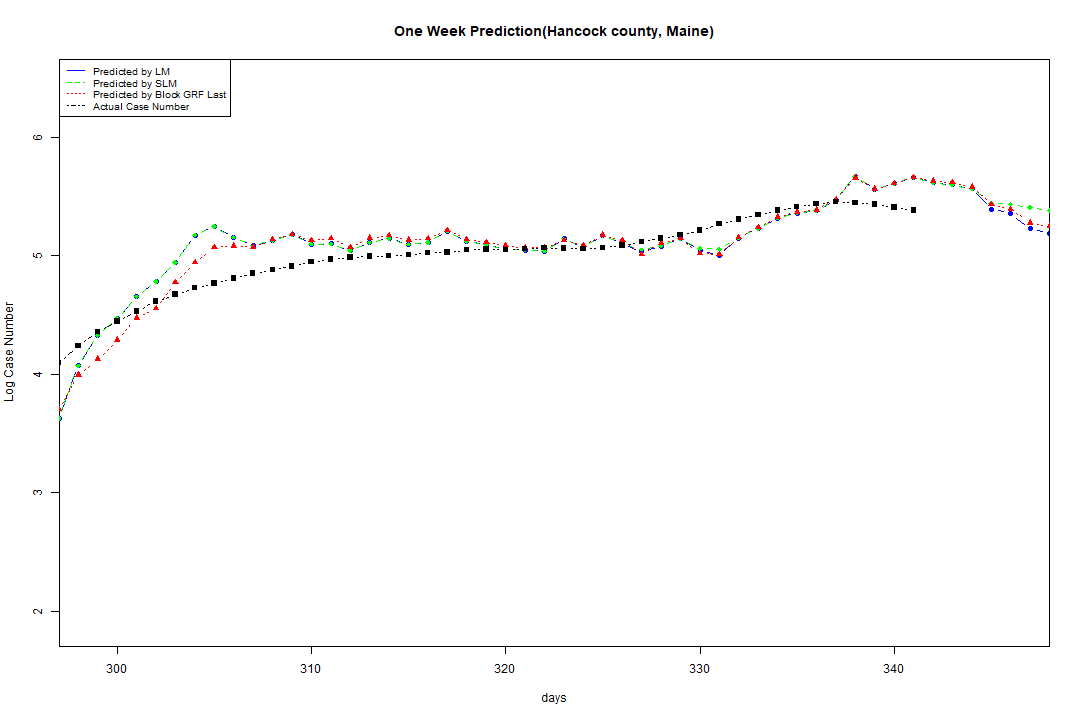 One Week Prediction(Hancock county, Maine)
Predicted by LM
Predicted by SLM
Predicted by Block GRF Last
Actual Case Number
6
5
4
3
2
Log Case Number
300 310 320 330 340
days